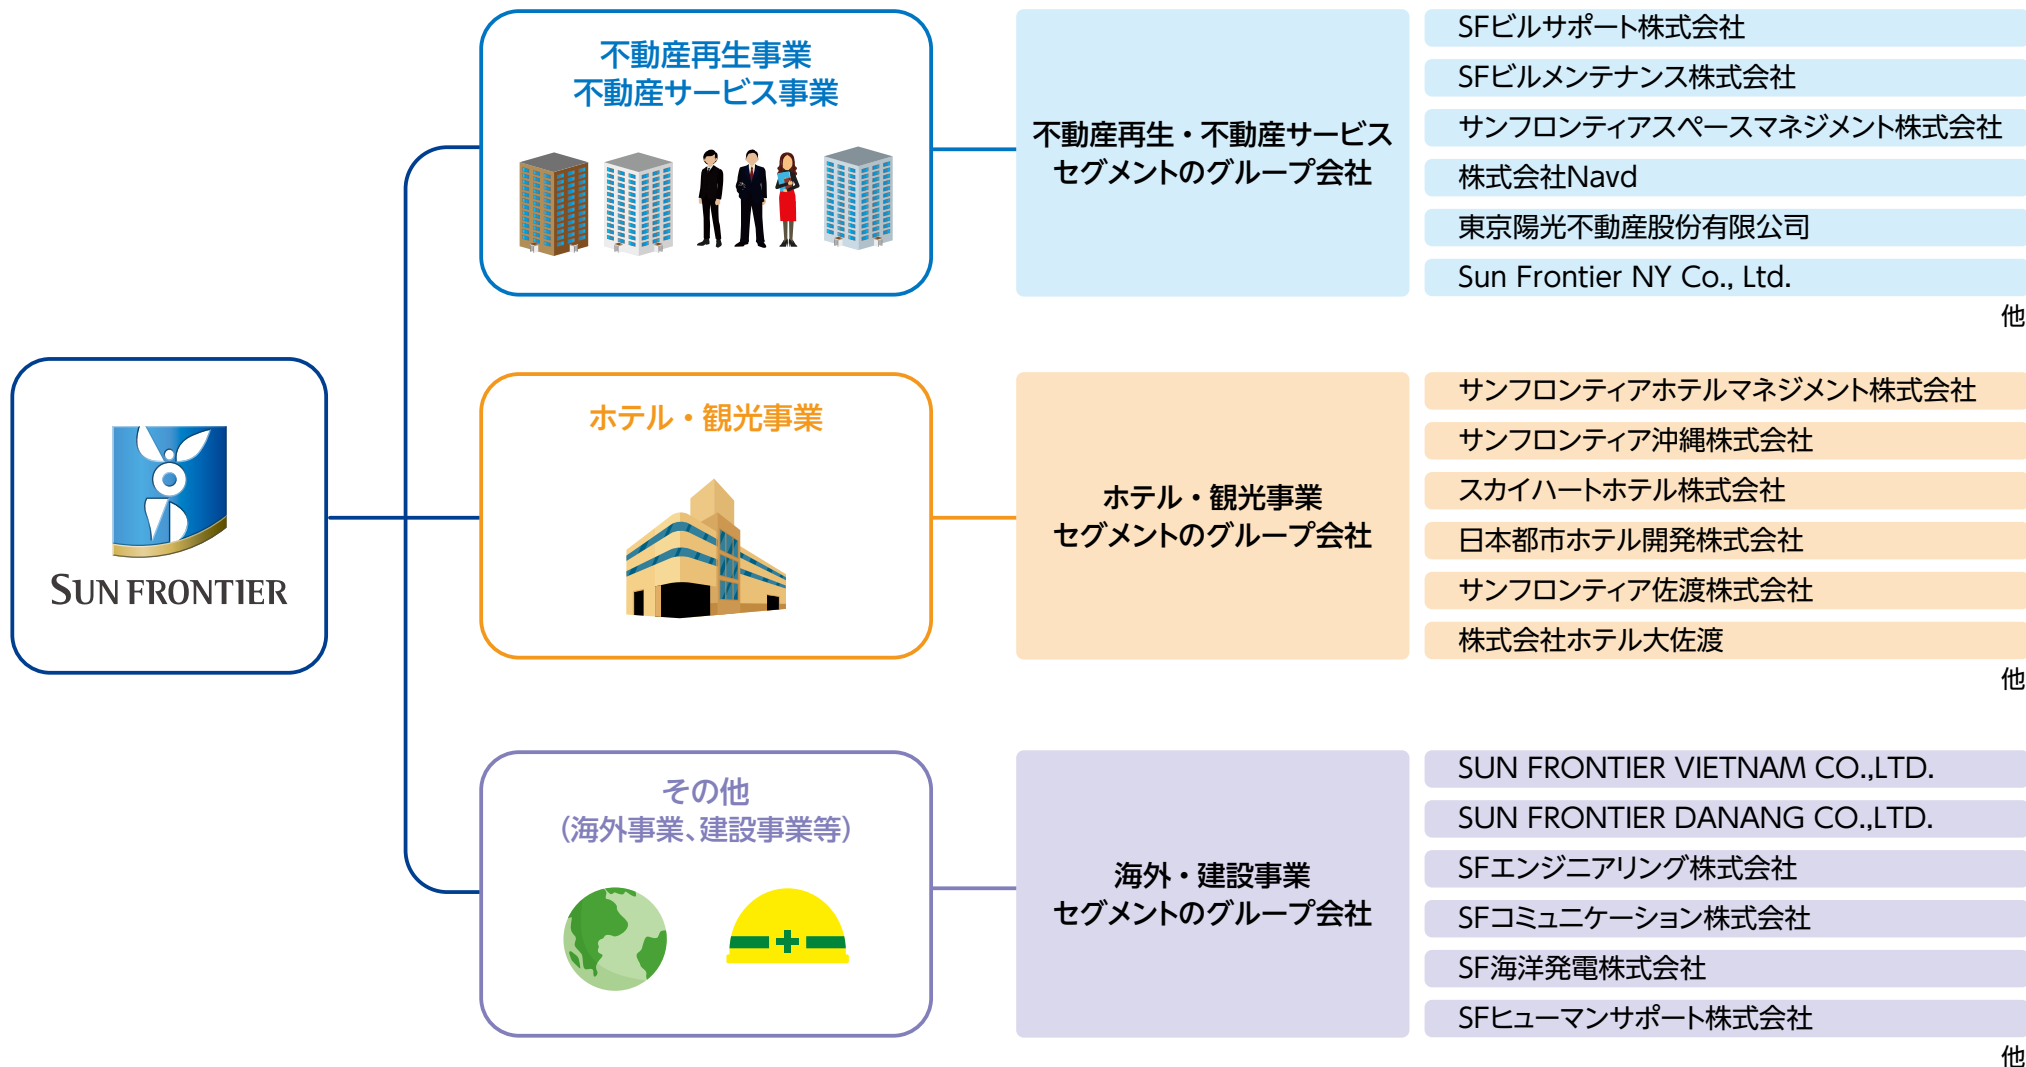 SUN FRONTIER
不動産再生事業
不動産サービス事業
不動産再生・不動産サービス
セグメントのグループ会社
SFビルサポート株式会社
SFビルメンテナンス株式会社
サンフロンティアスペースマネジメント株式会社
株式会社Navd
東京陽光不動産股份有限公司
Sun Frontier NY Co., Ltd.
他
ホテル・観光事業
ホテル・観光事業
セグメントのグループ会社
サンフロンティアホテルマネジメント株式会社
サンフロンティア沖縄株式会社
スカイハートホテル株式会社
日本都市ホテル開発株式会社
サンフロンティア佐渡株式会社
株式会社ホテル大佐渡
他
その他
（海外事業、建設事業等）
海外・建設事業
セグメントのグループ会社
SUN FRONTIER VIETNAM CO.,LTD.
SUN FRONTIER DANANG CO.,LTD.
SFエンジニアリング株式会社
SFコミュニケーション株式会社
SF海洋発電株式会社
SFヒューマンサポート株式会社
他